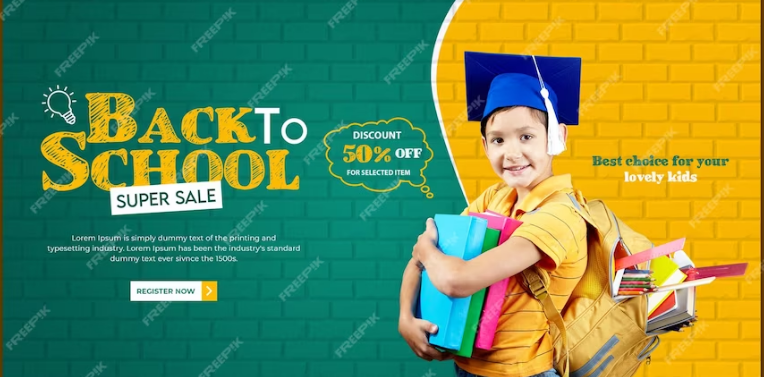 BACK TO
SCHOOL
SUPER SALE
Lorem Ipsum is simply dummy text of the printing and
typesetting industry. Lorem Ipsum has been the industry's standard
dummy text ever vsincce the 1500s.
REGISTER NOW
DISCOUNT
50% OFF
FOR SELECTED ITEM
Best choice for your
lovely kids
FREEPIK